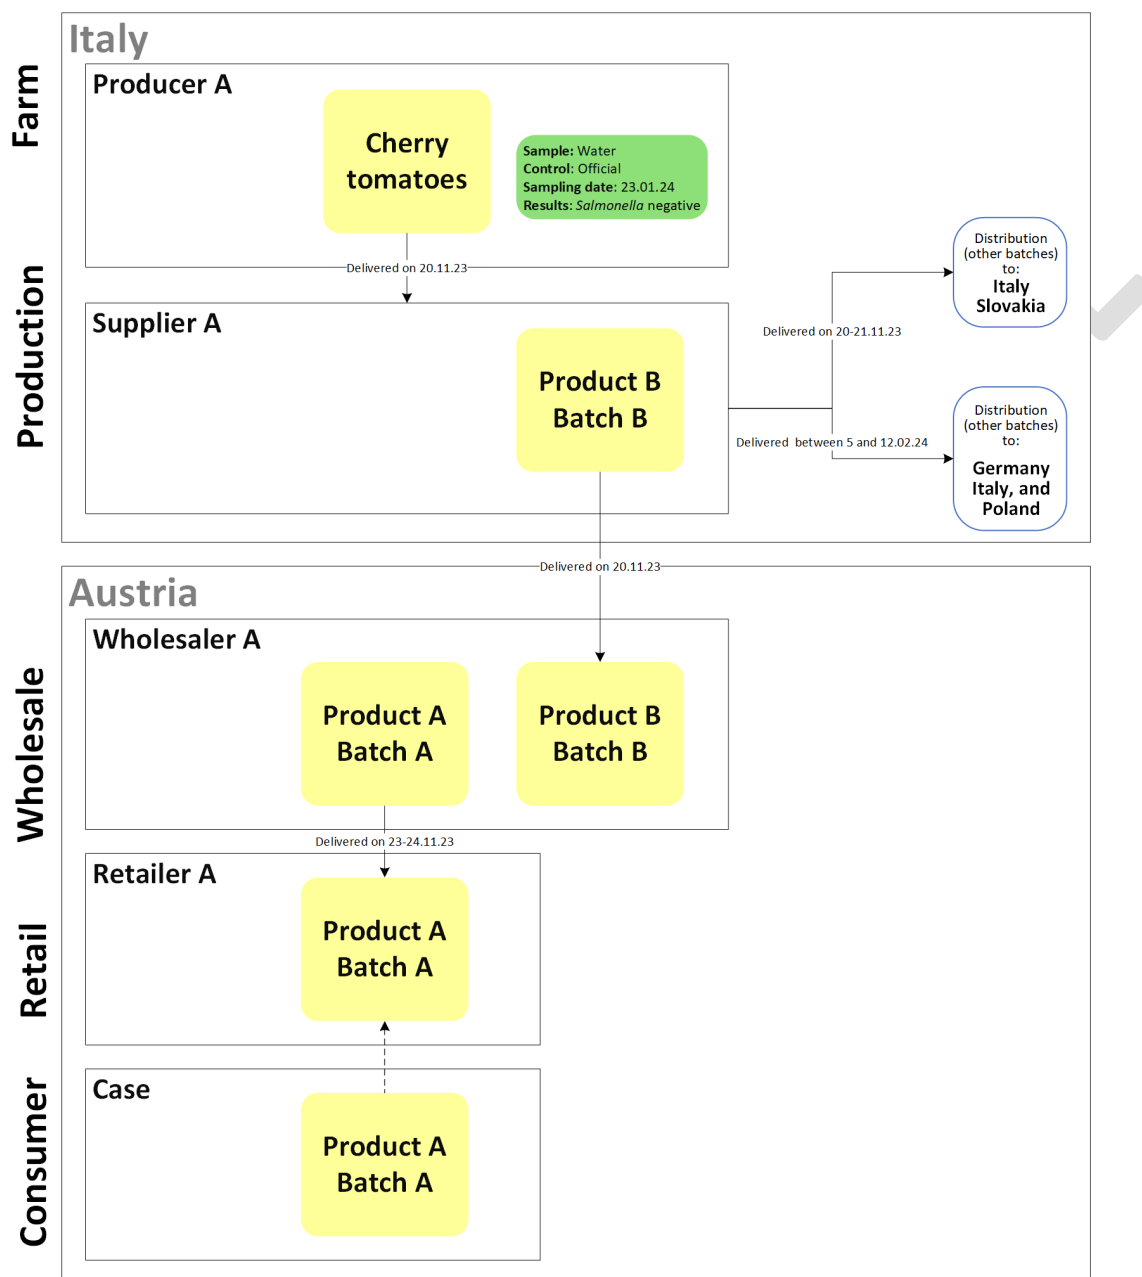 Italy
Farm
Producer A
Cherry
tomatoes
Sample: Water
Control: Official
Sampling date: 23.01.24
Results: Salmonella negative
Delivered on 20.11.23
Production
Supplier A
Product B
Batch B
Delivered on 20-21.11.23
Distribution
(other batches)
to:
Italy
Slovakia
Delivered  between 5 and 12.02.24
Distribution
(other batches)
to:
Germany
Italy, and
Poland
Delivered on 20.11.23
Austria
Wholesale
Wholesaler A
Product A
Batch A
Product B
Batch B
Delivered on 23-24.11.23
Retail
Retailer A
Product A
Batch A
Consumer
Case
Product A
Batch A